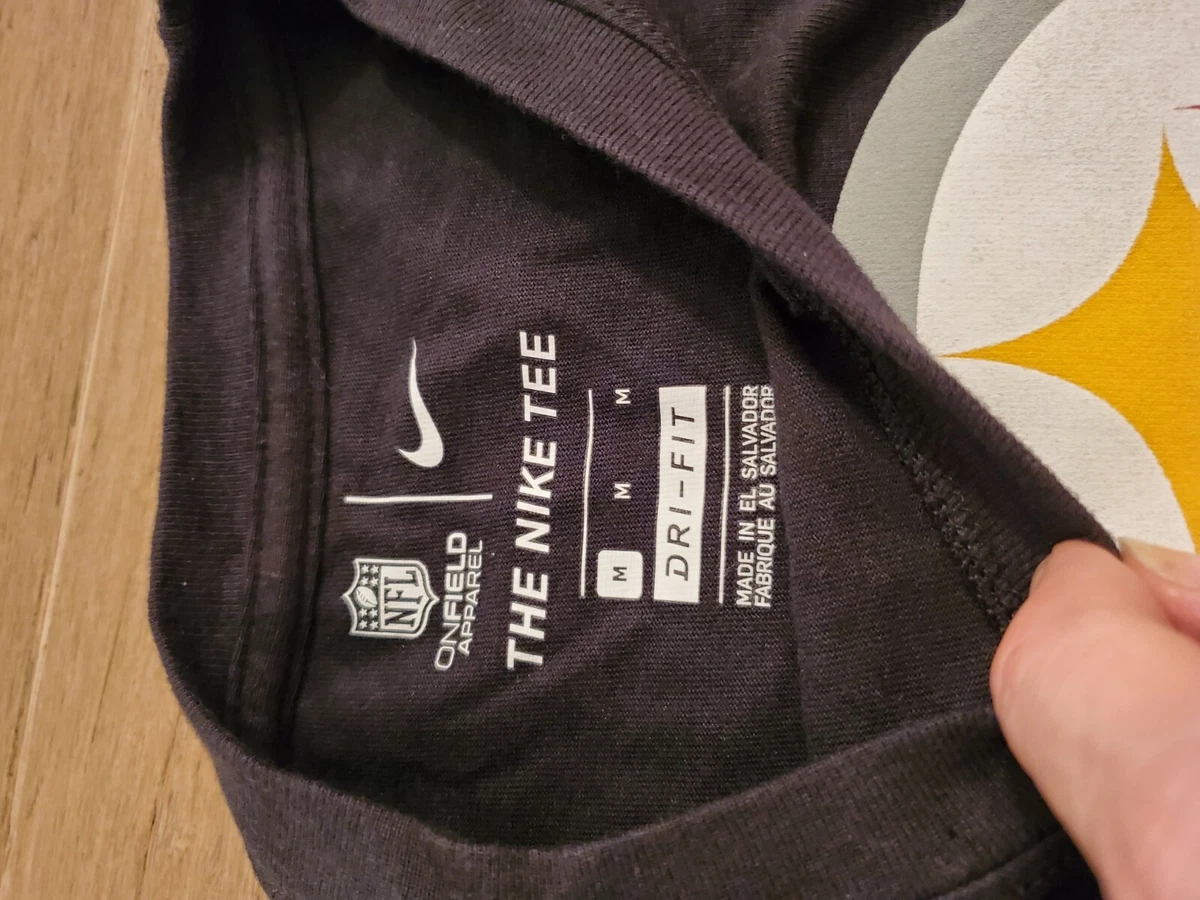 NFL
ONFIELD
APPAREL
THE NIKE TEE
M M M
DRI-FIT
MADE IN EL SALVADOR
FABRIQUE AU SALVADOR